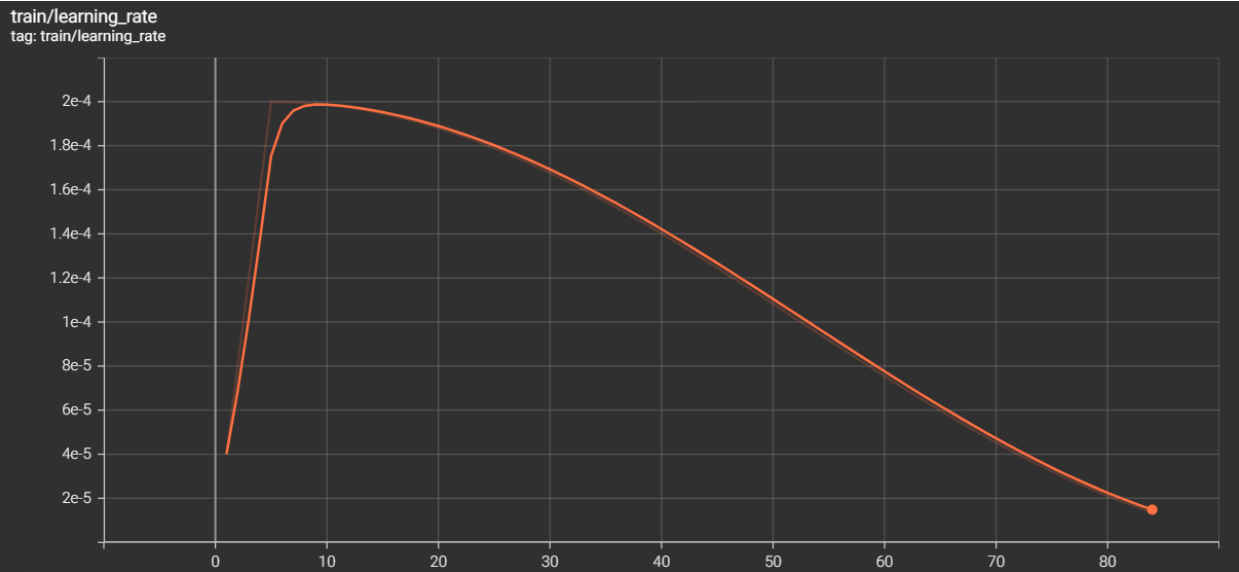 train/learning_rate
tag: train/learning_rate
2e-4
1.8e-4
1.6e-4
1.4e-4
1.2e-4
1e-4
8e-5
6e-5
4e-5
2e-5
0 10 20 30 40 50 60 70 80